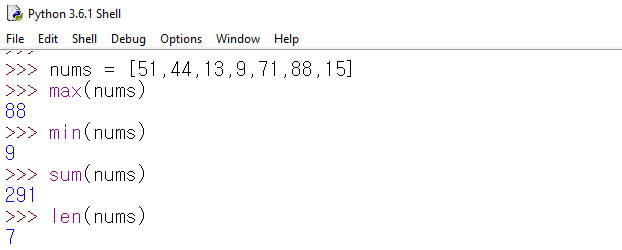 Python 3.6.1 Shell
File Edit Shell Debug Options Window Help
>>>
>>> nums = [51,44,13,9,71,88,15]
>>> max(nums)
88
>>> min(nums)
9
>>> sum(nums)
291
>>> len(nums)
7